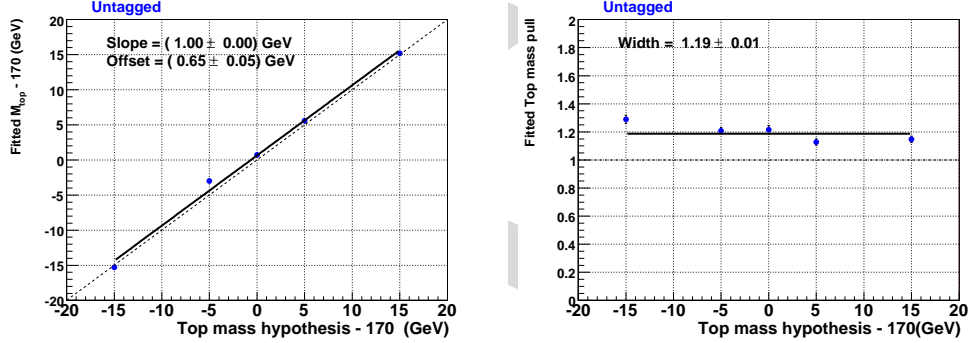 Untagged
Slope = ( 1.00 ± 0.00) GeV
Offset = ( 0.65 ± 0.05) GeV
Fitted Mtop - 170 (GeV)
20
15
10
5
0
-5
-10
-15
-20
-20 -15 -10 -5 0 5 10 15 20
Top mass hypothesis - 170 (GeV)
Untagged
Width = 1.19 ± 0.01
Fitted Top mass pull
2
1.8
1.6
1.4
1.2
1
0.8
0.6
0.4
0.2
0
-20 -15 -10 -5 0 5 10 15 20
Top mass hypothesis - 170(GeV)